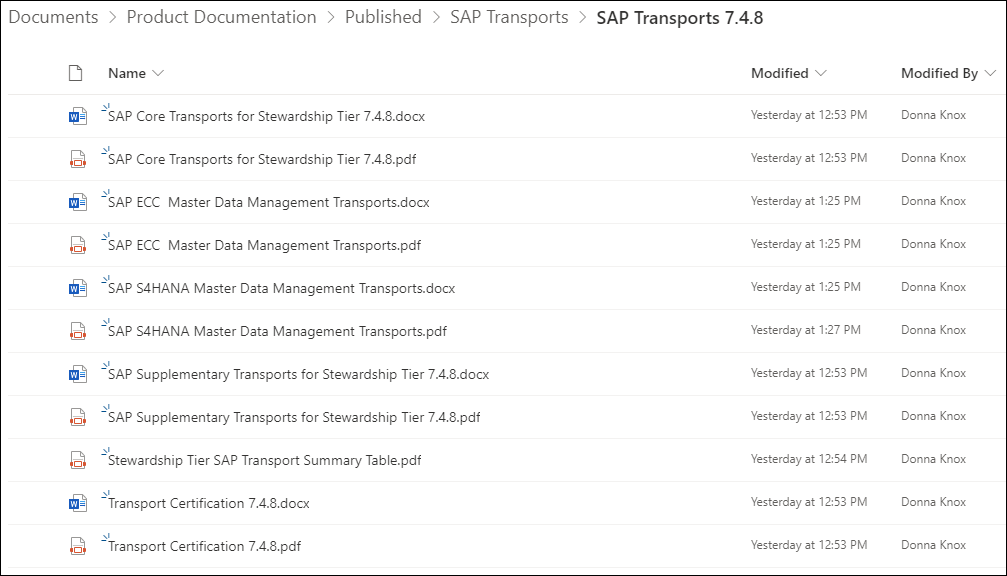 Documents > Product Documentation > Published > SAP Transports > SAP Transports 7.4.8
Name Modified Modified By
SAP Core Transports for Stewardship Tier 7.4.8.docx Yesterday at 12:53 PM Donna Knox
SAP Core Transports for Stewardship Tier 7.4.8.pdf Yesterday at 12:53 PM Donna Knox
SAP ECC  Master Data Management Transports.docx Yesterday at 1:25 PM Donna Knox
SAP ECC  Master Data Management Transports.pdf Yesterday at 1:25 PM Donna Knox
SAP S4HANA Master Data Management Transports.docx Yesterday at 1:25 PM Donna Knox
SAP S4HANA Master Data Management Transports.pdf Yesterday at 1:27 PM Donna Knox
SAP Supplementary Transports for Stewardship Tier 7.4.8.docx Yesterday at 12:53 PM Donna Knox
SAP Supplementary Transports for Stewardship Tier 7.4.8.pdf Yesterday at 12:53 PM Donna Knox
Stewardship Tier SAP Transport Summary Table.pdf Yesterday at 12:54 PM Donna Knox
Transport Certification 7.4.8.docx Yesterday at 12:53 PM Donna Knox
Transport Certification 7.4.8.pdf Yesterday at 12:53 PM Donna Knox